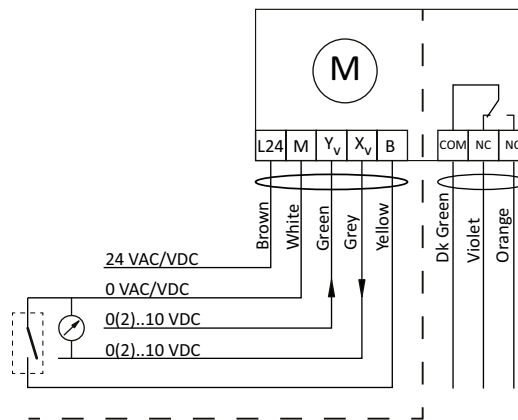 M
L24 M Yv Xv B COM NC NO
Brown White Green Grey Yellow Dk Green Violet Orange
24 VAC/VDC
0 VAC/VDC
0(2)..10 VDC
0(2)..10 VDC